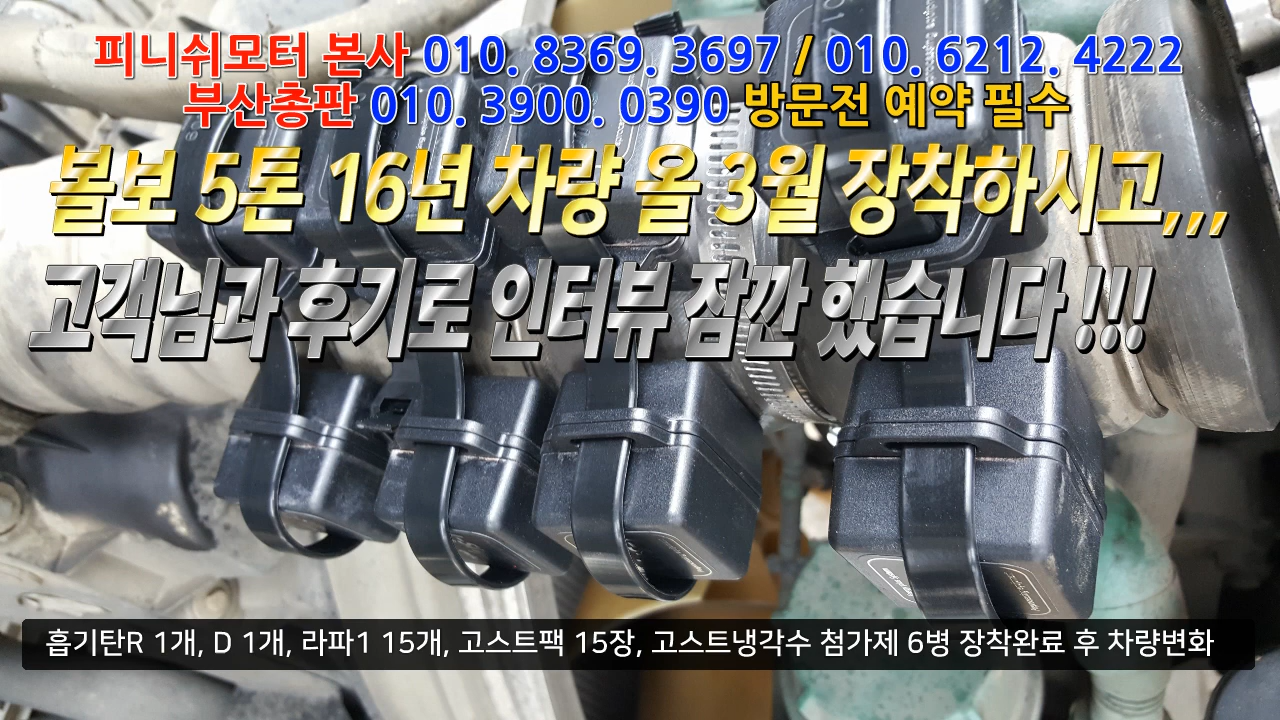 피니쉬모터 본사 010. 8369. 3697 / 010. 6212. 4222
부산총판 010. 3900. 0390 방문전 예약 필수
볼보 5톤 16년 차량 올 3월 장착하시고,,,
고객님과 후기로 인터뷰 잠깐 했습니다 !!!
흡기탄R 1개, D 1개, 라파1 15개, 고스트팩 15장, 고스트냉각수 첨가제 6병 장착완료 후 차량변화